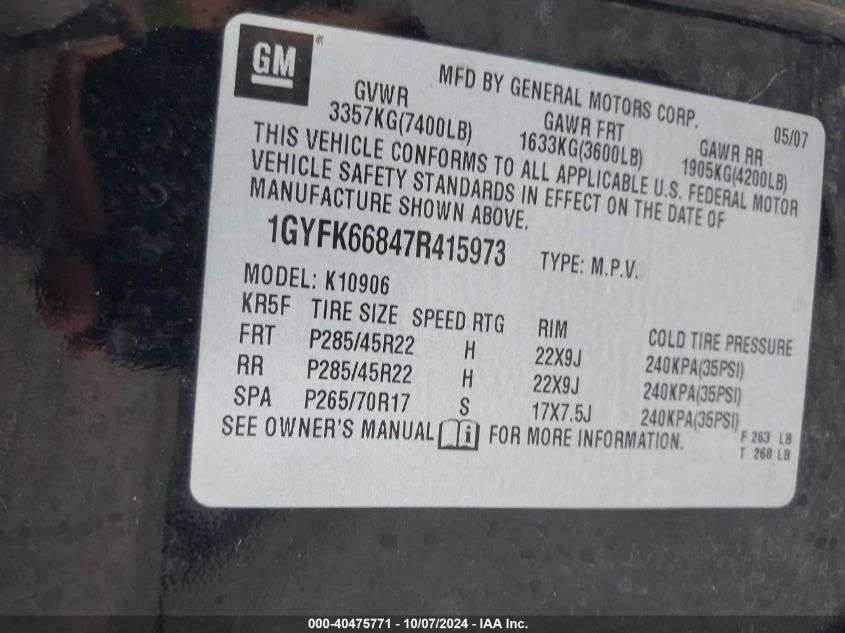 GM ®
MFD BY GENERAL MOTORS CORP. 05/07
GVWR GAWR FRT GAWR RR
3357KG(7400LB) 1633KG(3600LB) 1905KG(4200LB)
THIS VEHICLE CONFORMS TO ALL APPLICABLE U.S. FEDERAL MOTOR
VEHICLE SAFETY STANDARDS IN EFFECT ON THE DATE OF
MANUFACTURE SHOWN ABOVE.
1GYFK66847R415973 TYPE: M.P.V.
MODEL: K10906
KR5F TIRE SIZE SPEED RTG RIM COLD TIRE PRESSURE
FRT P285/45R22 H 22X9J 240KPA(35PSI)
RR P285/45R22 H 22X9J 240KPA(35PSI)
SPA P265/70R17 S 17X7.5J 240KPA(35PSI)
SEE OWNER'S MANUAL i FOR MORE INFORMATION.
F 263 LB
T 268 LB
000-40475771 - 10/07/2024 - IAA Inc.